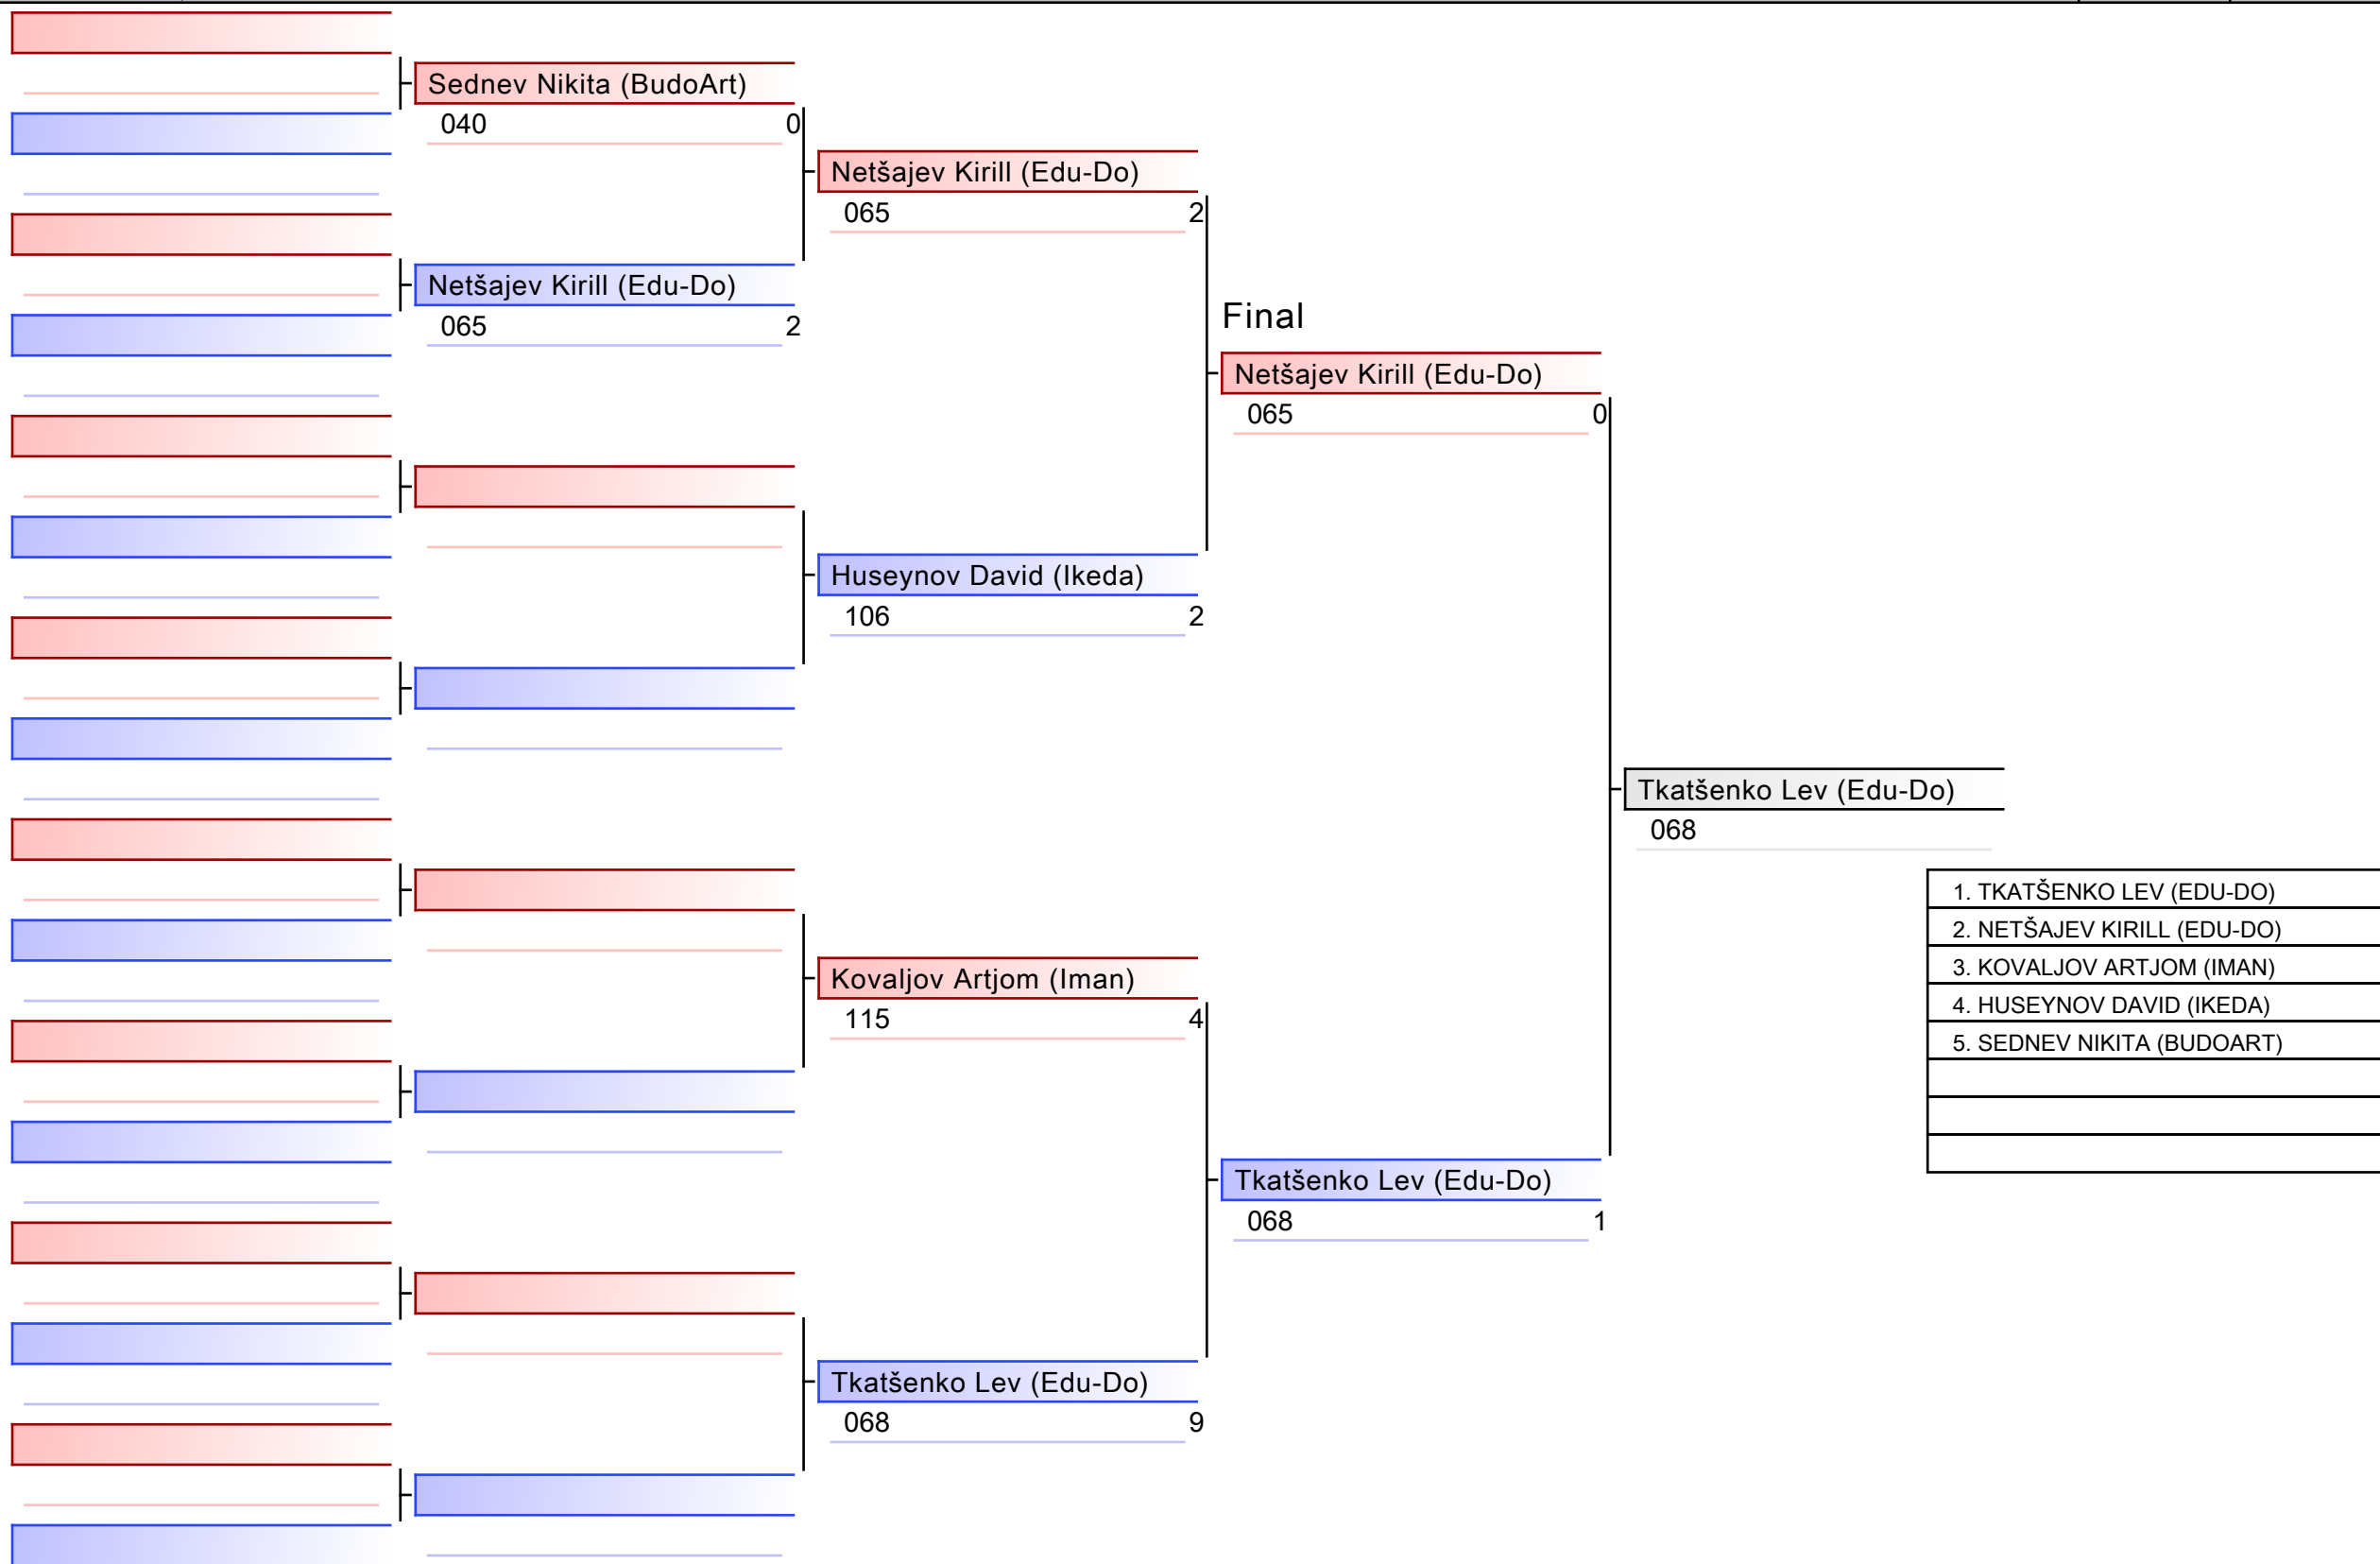 Sednev Nikita (BudoArt)
040 0
Netšajev Kirill (Edu-Do)
065 2
Netšajev Kirill (Edu-Do)
065 2
Huseynov David (Ikeda)
106 2
Kovaljov Artjom (Iman)
115 4
Tkatšenko Lev (Edu-Do)
068 9
Final
Netšajev Kirill (Edu-Do)
065 0
Tkatšenko Lev (Edu-Do)
068 1
Tkatšenko Lev (Edu-Do)
068
1. TKATŠENKO LEV (EDU-DO)
2. NETŠAJEV KIRILL (EDU-DO)
3. KOVALJOV ARTJOM (IMAN)
4. HUSEYNOV DAVID (IKEDA)
5. SEDNEV NIKITA (BUDOART)